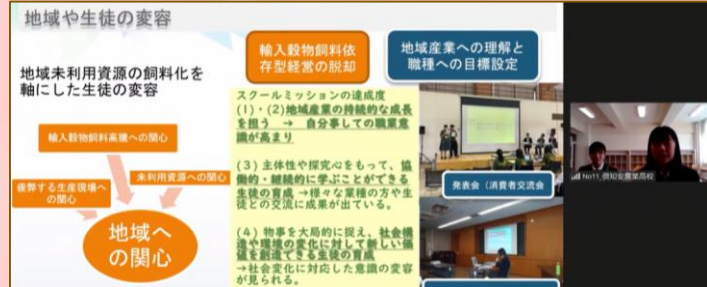 地域や生徒の変容
地域未利用資源の飼料化を
軸にした生徒の変容
輸入穀物飼料高騰への関心
疲弊する生産現場へ
の関心
未利用資源への関心
地域へ
の関心
輸入穀物飼料依
存型経営の脱却
地域産業への理解と
職種への目標設定
スクールミッションの達成度
(1)・(2)地域産業の持続的な成長
を担う → 自分事しての職業意
識が高まり
(3) 主体性や探究心をもって、協
働的・継続的に学ぶことができる
生徒の育成 →様々な業種の方や生
徒との交流に成果が出ている。
(4) 物事を大局的に捉え、社会構
造や環境の変化に対して新しい価
値を創造できる生徒の育成
→社会変化に対応した意識の変容
が見られる。
発表会（消費者交流会
No11_倶知安農業高校